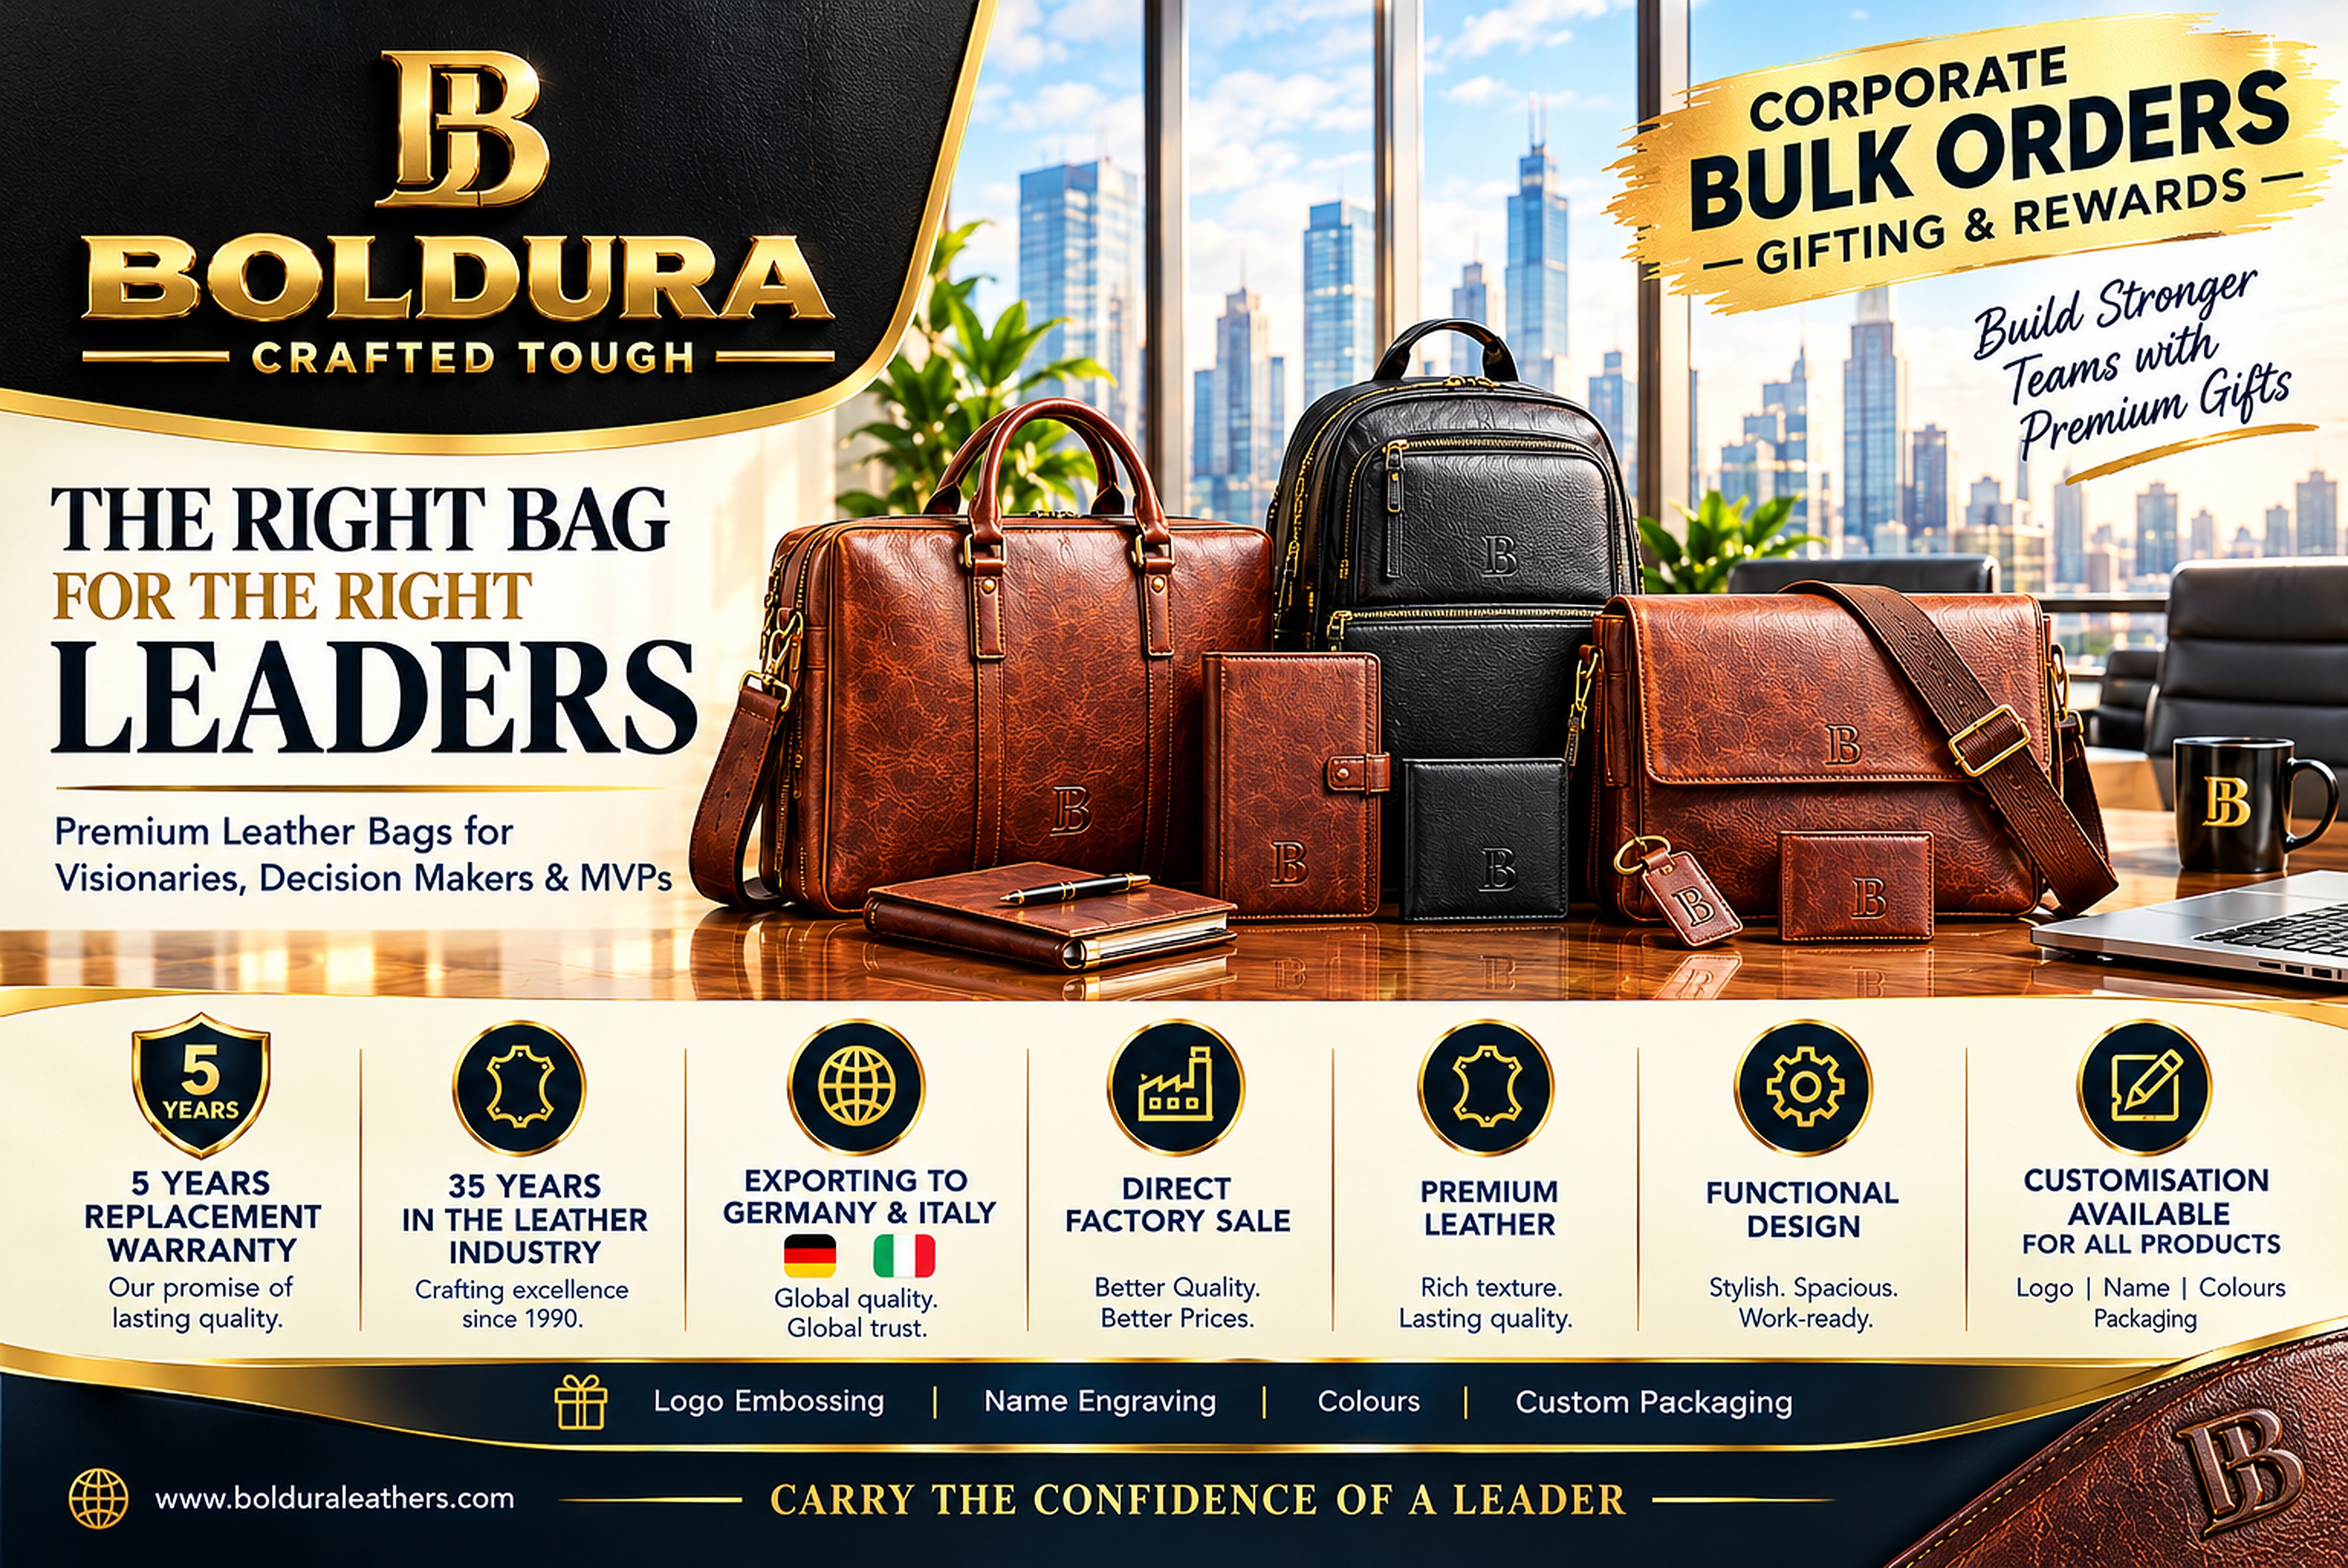 B
BOLDURA
CRAFTED TOUGH
CORPORATE
BULK ORDERS
GIFTING & REWARDS
Build Stronger
Teams with
Premium Gifts
THE RIGHT BAG
FOR THE RIGHT
LEADERS
Premium Leather Bags for
Visionaries, Decision Makers & MVPs
B
B
B
B
B
B
B
B
5
YEARS
5 YEARS
REPLACEMENT
WARRANTY
Our promise of
lasting quality.
35 YEARS
IN THE LEATHER
INDUSTRY
Crafting excellence
since 1990.
EXPORTING TO
GERMANY & ITALY
Global quality.
Global trust.
DIRECT
FACTORY SALE
Better Quality.
Better Prices.
PREMIUM
LEATHER
Rich texture.
Lasting quality.
FUNCTIONAL
DESIGN
Stylish. Spacious.
Work-ready.
CUSTOMISATION
AVAILABLE
FOR ALL PRODUCTS
Logo | Name | Colours
Packaging
Logo Embossing | Name Engraving | Colours | Custom Packaging
www.bolduraleathers.com
CARRY THE CONFIDENCE OF A LEADER
B